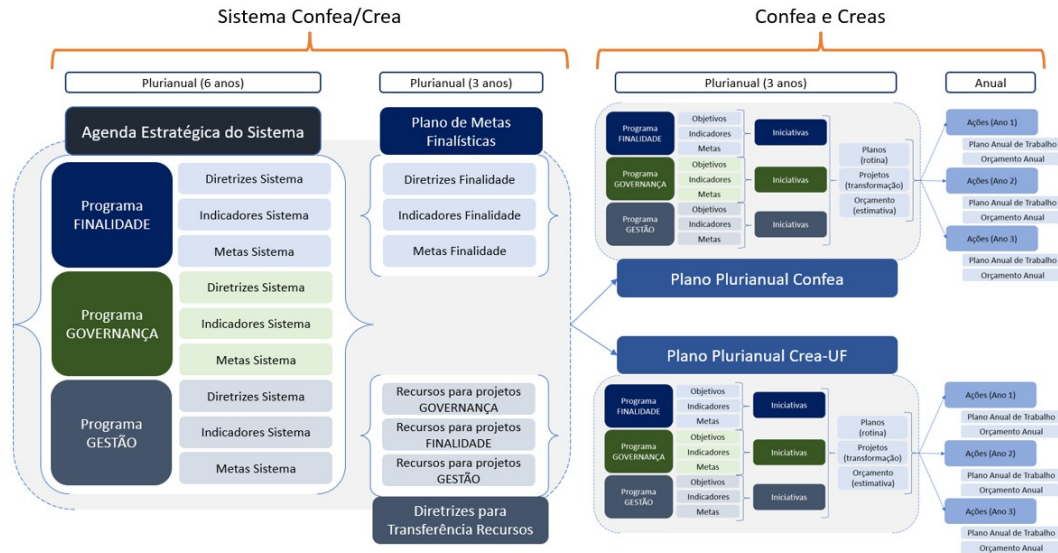 Sistema Confea/Crea
Confea e Creas
Plurianual (6 anos)
Plurianual (3 anos)
Plurianual (3 anos)
Anual
Agenda Estratégica do Sistema
Programa
FINALIDADE
Diretrizes Sistema
Indicadores Sistema
Metas Sistema
Programa
GOVERNANÇA
Diretrizes Sistema
Indicadores Sistema
Metas Sistema
Programa
GESTÃO
Diretrizes Sistema
Indicadores Sistema
Metas Sistema
Plano de Metas
Finalísticas
Diretrizes Finalidade
Indicadores Finalidade
Metas Finalidade
Recursos para projetos
GOVERNANÇA
Recursos para projetos
FINALIDADE
Recursos para projetos
GESTÃO
Diretrizes para
Transferência Recursos
Programa
FINALIDADE
Objetivos
Indicadores
Metas
Iniciativas
Programa
GOVERNANÇA
Objetivos
Indicadores
Metas
Iniciativas
Programa
GESTÃO
Objetivos
Indicadores
Metas
Iniciativas
Planos
(rotina)
Projetos
(transformação)
Orçamento
(estimativa)
Plano Plurianual Confea
Ações (Ano 1)
Plano Anual de Trabalho
Orçamento Anual
Ações (Ano 2)
Plano Anual de Trabalho
Orçamento Anual
Ações (Ano 3)
Plano Anual de Trabalho
Orçamento Anual
Plano Plurianual Crea-UF
Programa
FINALIDADE
Objetivos
Indicadores
Metas
Iniciativas
Programa
GOVERNANÇA
Objetivos
Indicadores
Metas
Iniciativas
Programa
GESTÃO
Objetivos
Indicadores
Metas
Iniciativas
Planos
(rotina)
Projetos
(transformação)
Orçamento
(estimativa)
Ações (Ano 1)
Plano Anual de Trabalho
Orçamento Anual
Ações (Ano 2)
Plano Anual de Trabalho
Orçamento Anual
Ações (Ano 3)
Plano Anual de Trabalho
Orçamento Anual